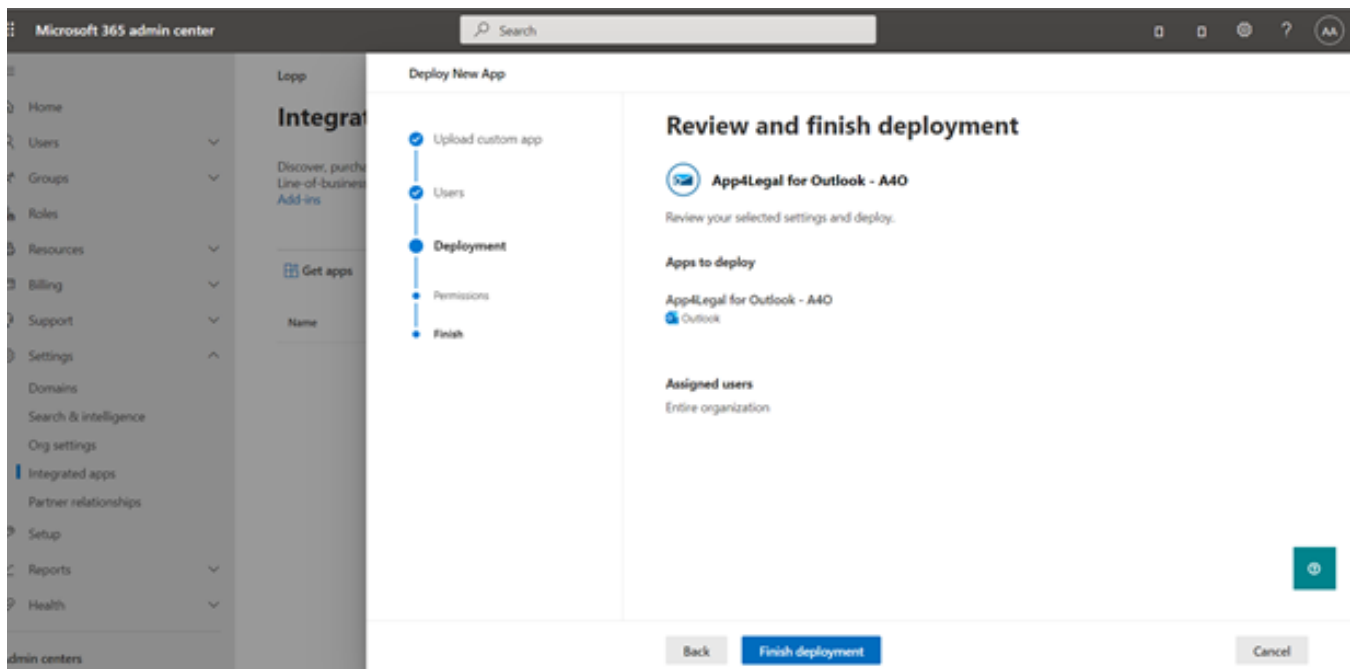 Microsoft 365 admin center
Search
?
AA
Home
Users
Groups
Roles
Resources
Billing
Support
Settings
Domains
Search & intelligence
Org settings
Integrated apps
Partner relationships
Setup
Reports
Health
dmin centers
Lopp
Integrat
Discover, purcha
Line-of-business
Add-ins
Get apps
Name
Deploy New App
Upload custom app
Users
Deployment
Permissions
Finish
Review and finish deployment
App4Legal for Outlook - A4O
Review your selected settings and deploy.
Apps to deploy
App4Legal for Outlook - A4O
Outlook
Assigned users
Entire organization
Back
Finish deployment
Cancel